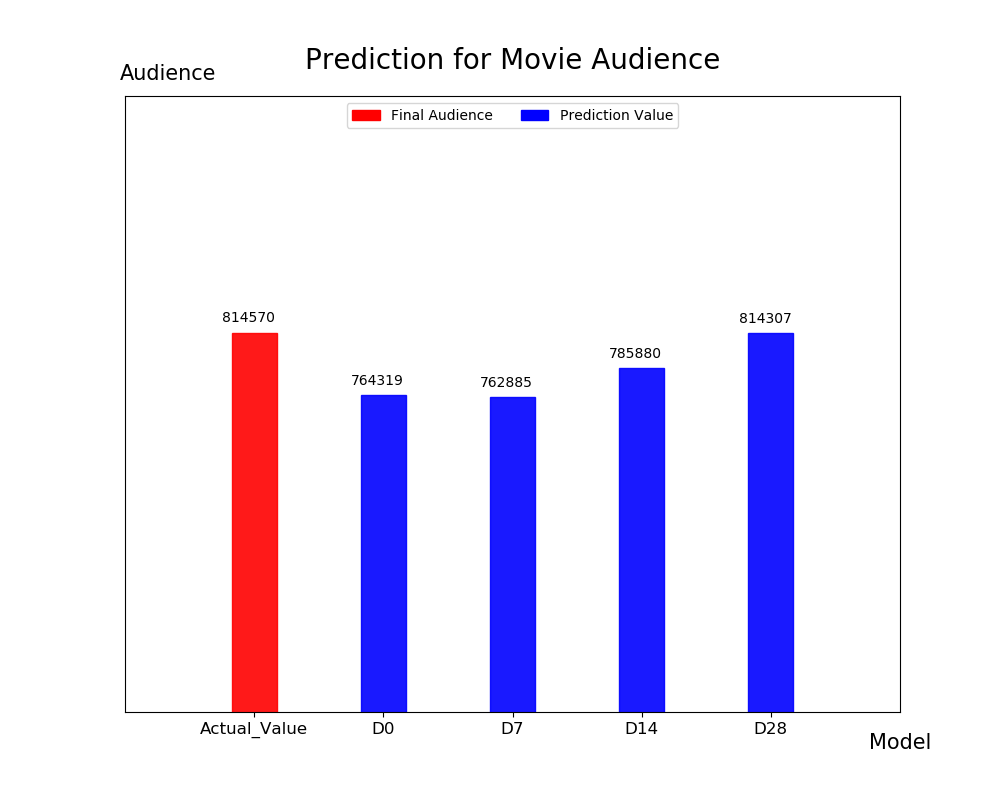 Prediction for Movie Audience
Audience
Final Audience
Prediction Value
814570
764319
762885
785880
814307
Actual_Value
D0
D7
D14
D28
Model